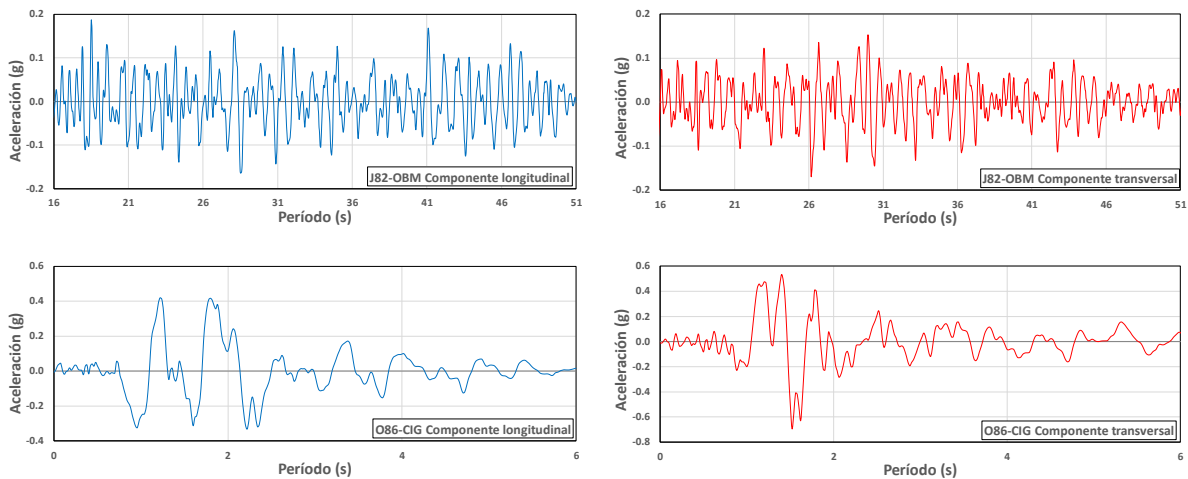 0.2
0.1
0.0
-0.1
-0.2
Aceleración (g)
J82-OBM Componente longitudinal
16 21 26 31 36 41 46 51
Período (s)
0.2
0.1
0.0
-0.1
-0.2
Aceleración (g)
J82-OBM Componente transversal
16 21 26 31 36 41 46 51
Período (s)
0.6
0.4
0.2
0.0
-0.2
-0.4
Aceleración (g)
O86-CIG Componente longitudinal
0 2 4 6
Período (s)
0.6
0.4
0.2
0.0
-0.2
-0.4
-0.6
-0.8
Aceleración (g)
O86-CIG Componente transversal
0 2 4 6
Período (s)